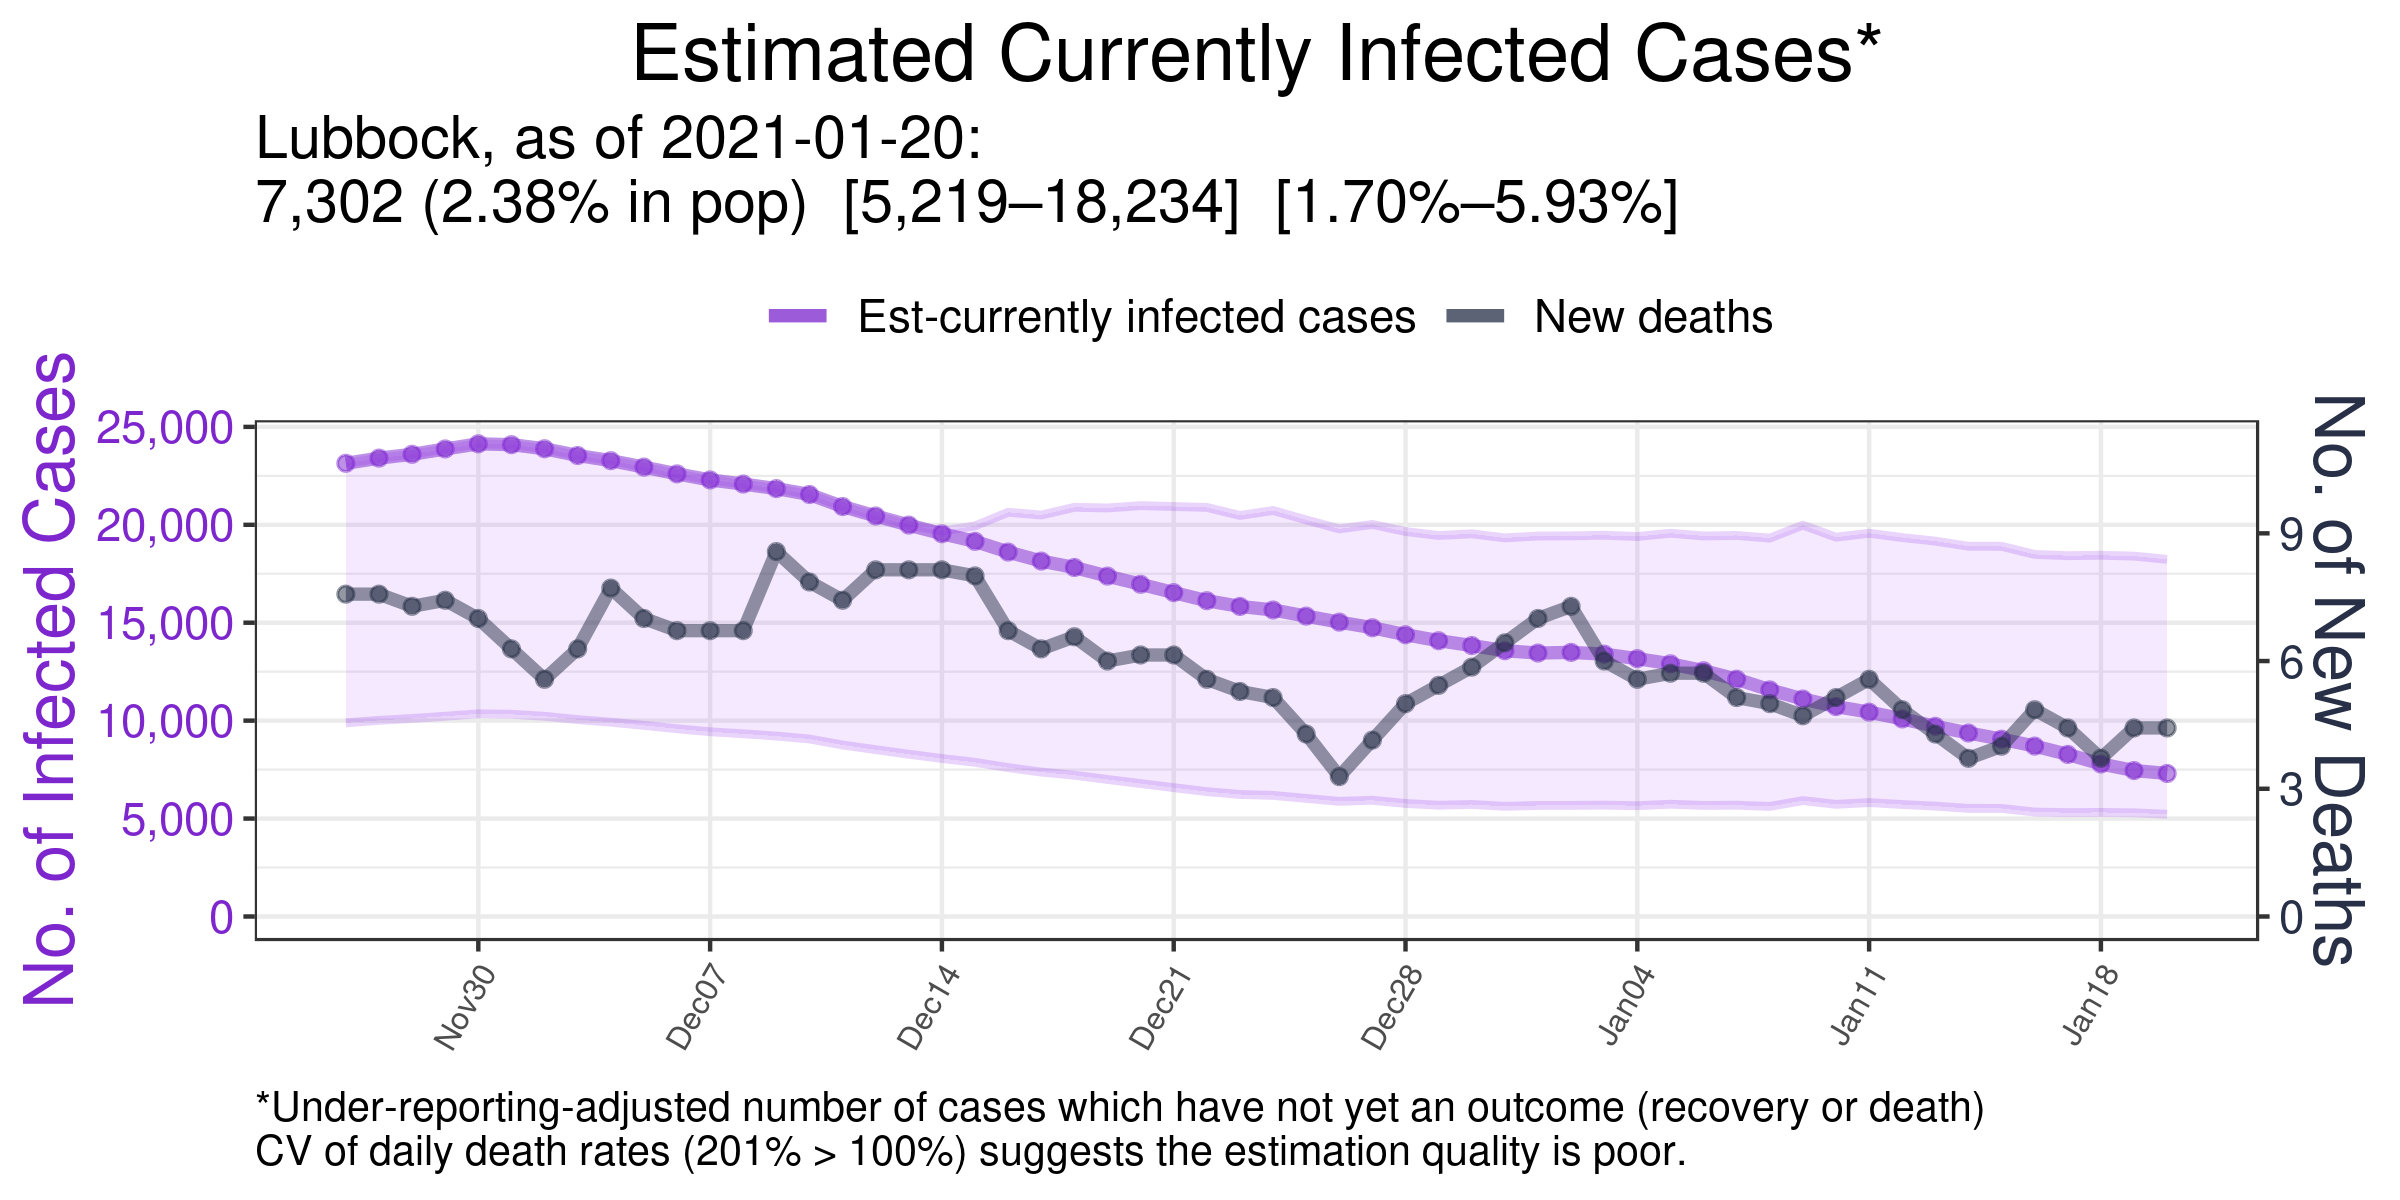 Estimated Currently Infected Cases*
Lubbock, as of 2021-01-20:
7,302 (2.38% in pop)  [5,219–18,234]  [1.70%–5.93%]
Est-currently infected cases
New deaths
No. of Infected Cases
25,000
20,000
15,000
10,000
5,000
0
No. of New Deaths
9
6
3
0
Nov30
Dec07
Dec14
Dec21
Dec28
Jan04
Jan11
Jan18
*Under-reporting-adjusted number of cases which have not yet an outcome (recovery or death)
CV of daily death rates (201% > 100%) suggests the estimation quality is poor.